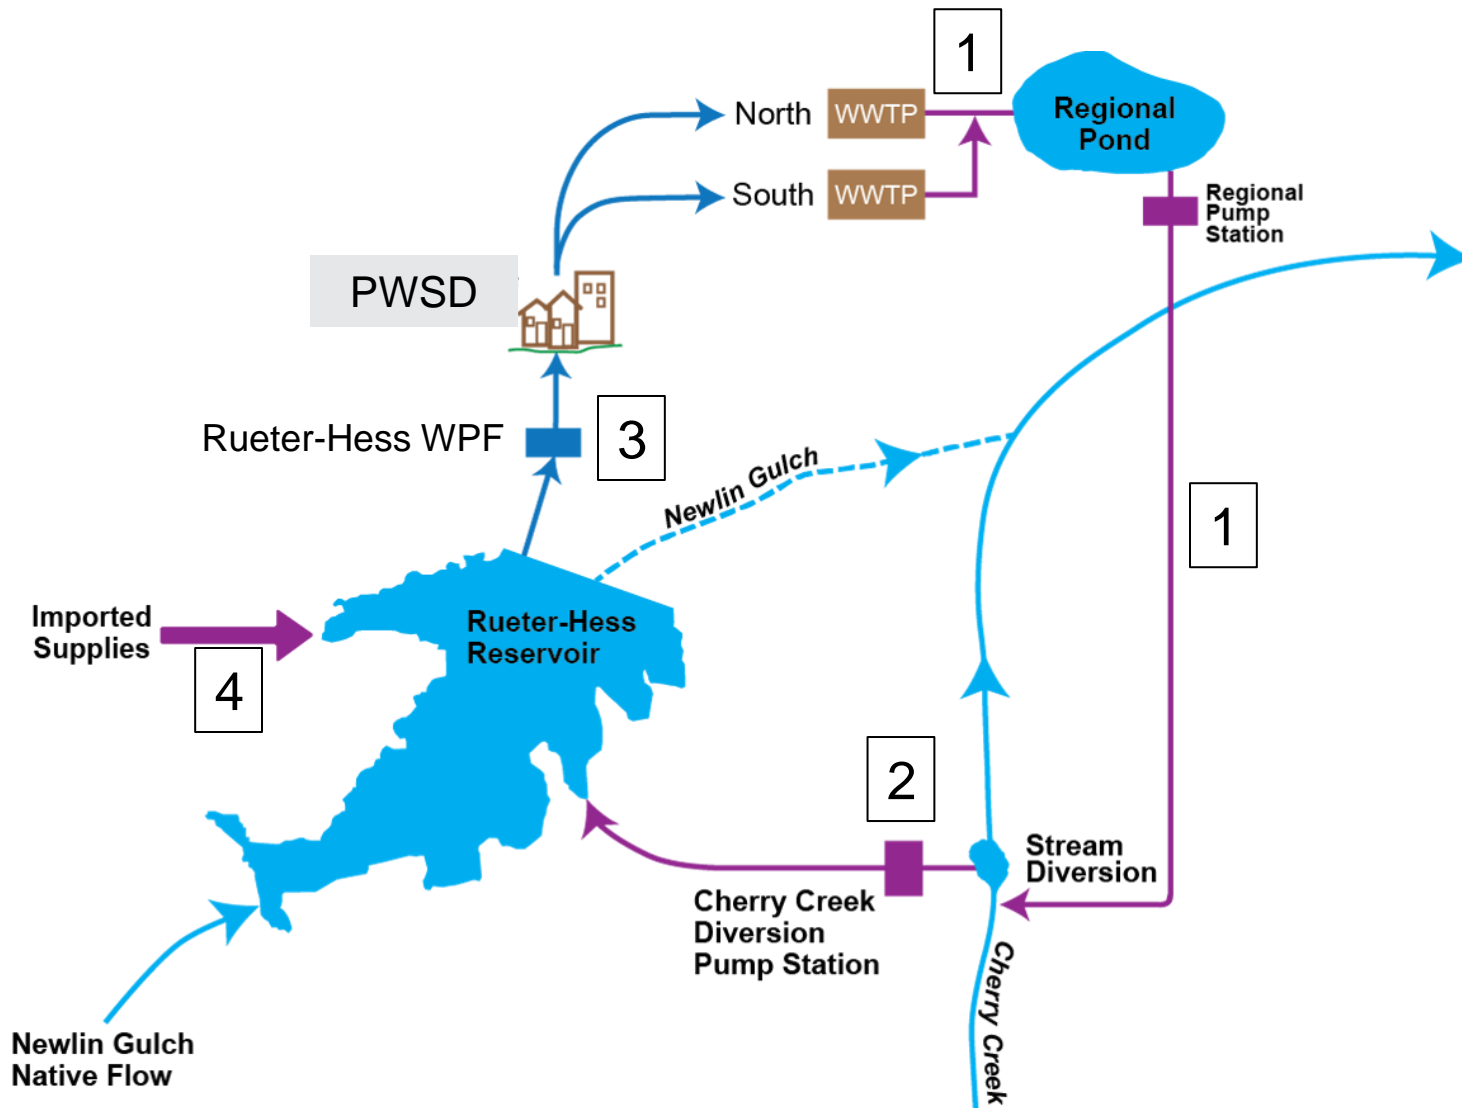 1
North
WWTP
Regional
Pond
South
WWTP
Regional
Pump
Station
PWSD
Rueter-Hess WPF
3
Newlin Gulch
1
Imported
Supplies
4
Rueter-Hess
Reservoir
2
Stream
Diversion
Cherry Creek
Diversion
Pump Station
Cherry Creek
Newlin Gulch
Native Flow